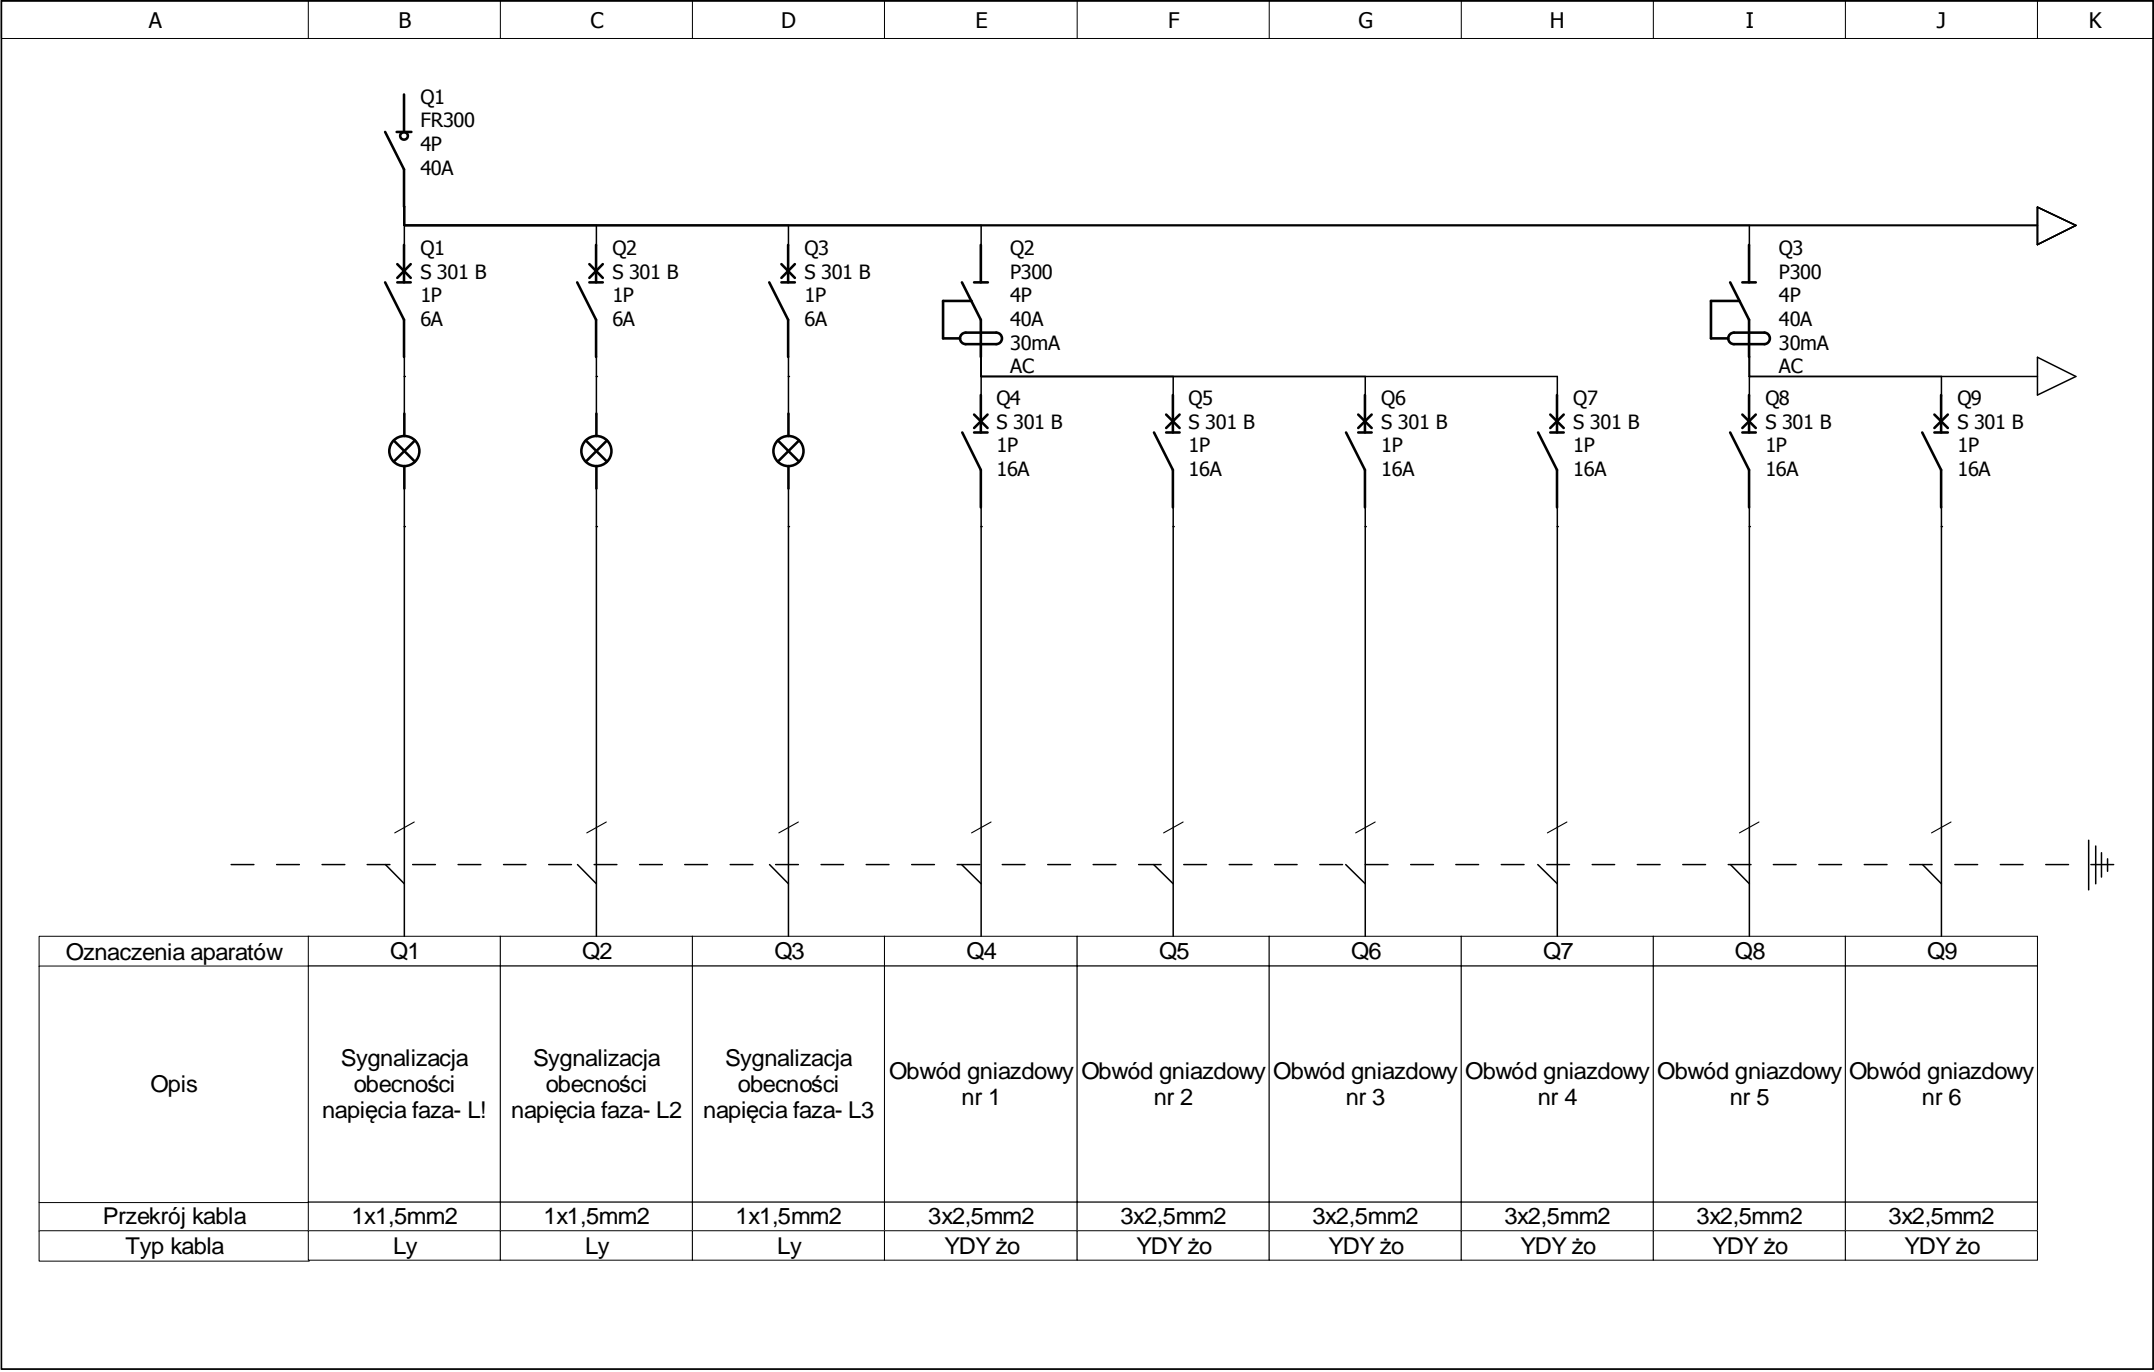 A B C D E F G H I J K
Q1
FR300
4P
40A
Q1
S 301 B
1P
6A
Q2
S 301 B
1P
6A
Q3
S 301 B
1P
6A
Q2
P300
4P
40A
30mA
AC
Q3
P300
4P
40A
30mA
AC
Q4
S 301 B
1P
16A
Q5
S 301 B
1P
16A
Q6
S 301 B
1P
16A
Q7
S 301 B
1P
16A
Q8
S 301 B
1P
16A
Q9
S 301 B
1P
16A
Oznaczenia aparatów Q1 Q2 Q3 Q4 Q5 Q6 Q7 Q8 Q9
Opis
Sygnalizacja
obecności
napięcia faza- L!
Sygnalizacja
obecności
napięcia faza- L2
Sygnalizacja
obecności
napięcia faza- L3
Obwód gniazdowy
nr 1
Obwód gniazdowy
nr 2
Obwód gniazdowy
nr 3
Obwód gniazdowy
nr 4
Obwód gniazdowy
nr 5
Obwód gniazdowy
nr 6
Przekrój kabla 1x1,5mm2 1x1,5mm2 1x1,5mm2 3x2,5mm2 3x2,5mm2 3x2,5mm2 3x2,5mm2 3x2,5mm2 3x2,5mm2
Typ kabla Ly Ly Ly YDY żo YDY żo YDY żo YDY żo YDY żo YDY żo